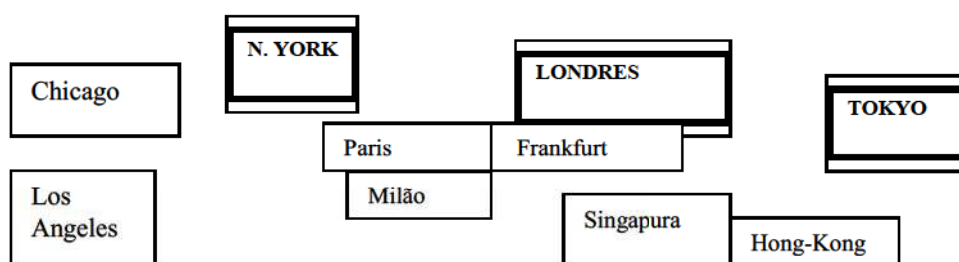 N. YORK
LONDRES
Chicago
TOKYO
Paris
Frankfurt
Milão
Los
Angeles
Singapura
Hong-Kong